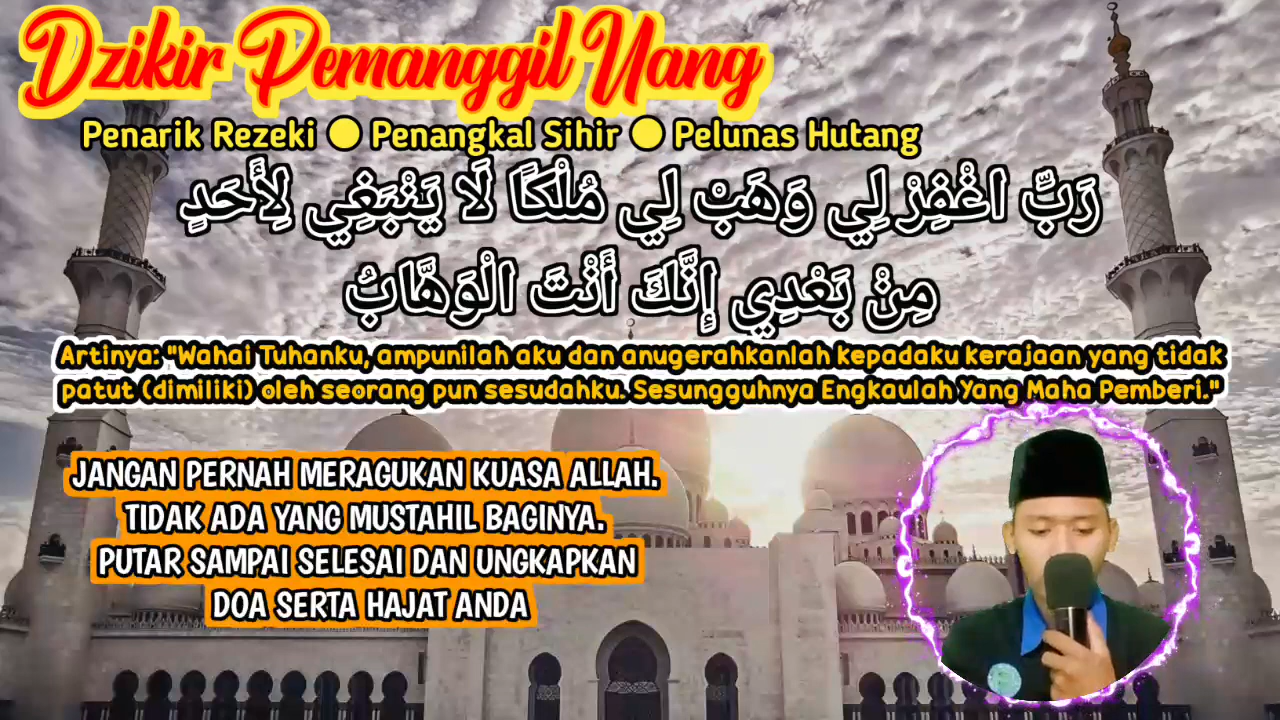 Dzikir Pemanggil Uang
Penarik Rezeki ● Penangkal Sihir ● Pelunas Hutang
رَبِّ اغْفِرْ لِي وَهَبْ لِي مُلْكًا لَا يَنْبَغِي لِأَحَدٍ
مِنْ بَعْدِي إِنَّكَ أَنْتَ الْوَهَّابُ
Artinya: "Wahai Tuhanku, ampunilah aku dan anugerahkanlah kepadaku kerajaan yang tidak
patut (dimiliki) oleh seorang pun sesudahku. Sesungguhnya Engkaulah Yang Maha Pemberi."
JANGAN PERNAH MERAGUKAN KUASA ALLAH.
TIDAK ADA YANG MUSTAHIL BAGINYA.
PUTAR SAMPAI SELESAI DAN UNGKAPKAN
DOA SERTA HAJAT ANDA